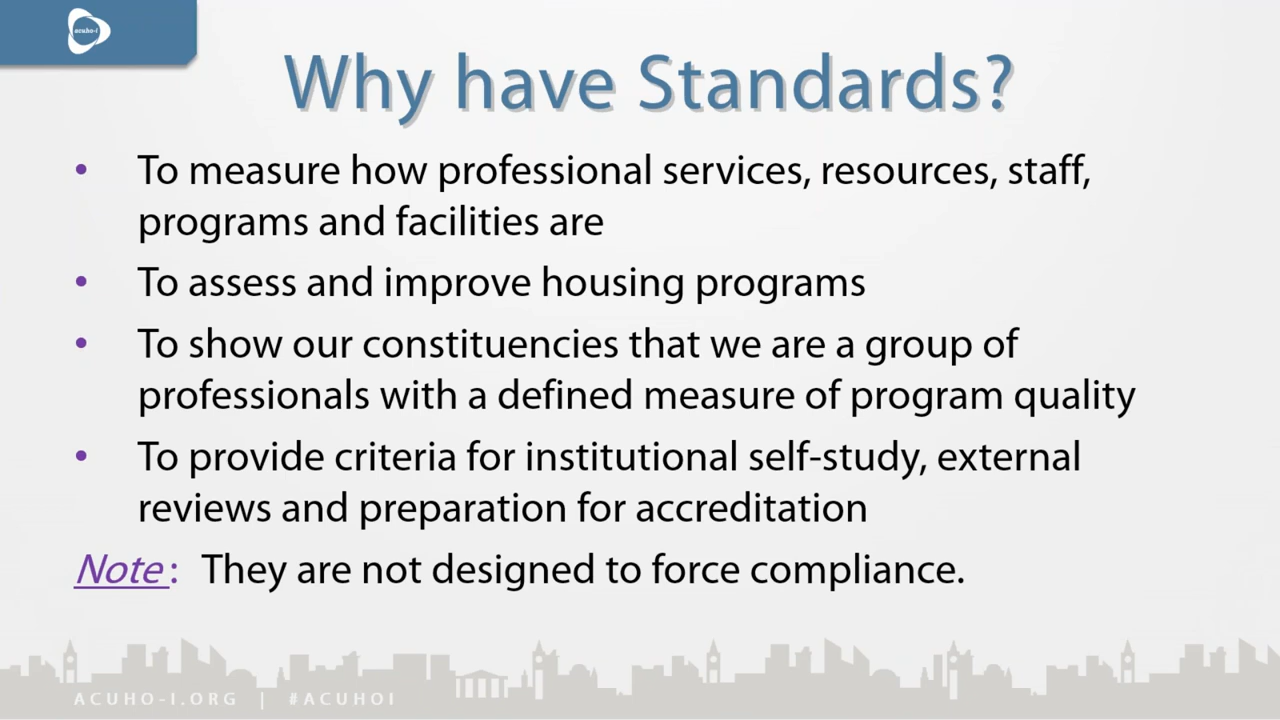 acuho-i
Why have Standards?
• To measure how professional services, resources, staff,
programs and facilities are
• To assess and improve housing programs
• To show our constituencies that we are a group of
professionals with a defined measure of program quality
• To provide criteria for institutional self-study, external
reviews and preparation for accreditation
Note: They are not designed to force compliance.
ACUHO-I.ORG | #ACUHOI